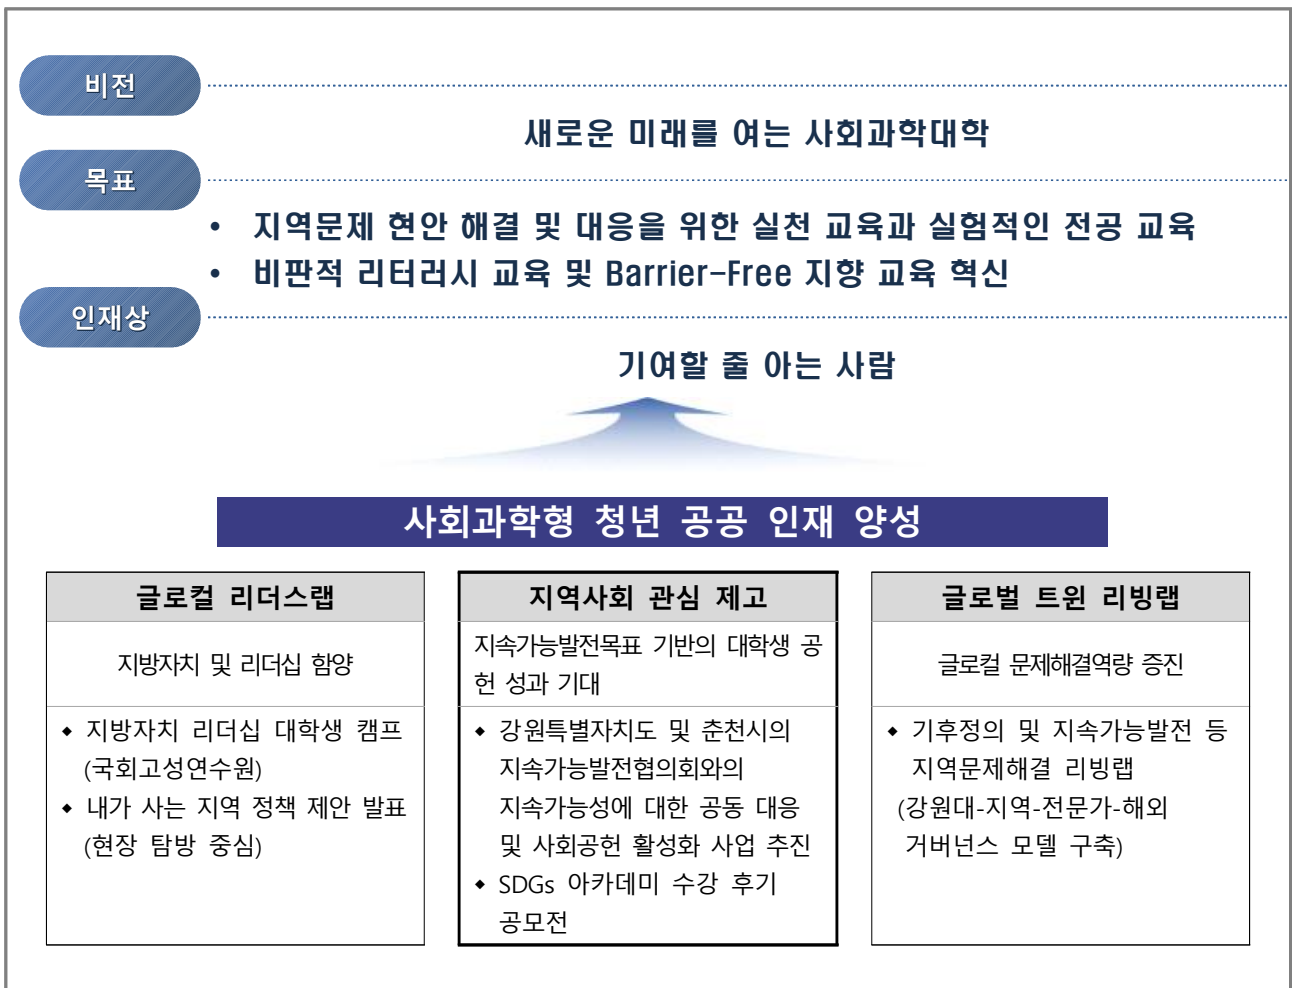 비전
새로운 미래를 여는 사회과학대학
목표
• 지역문제 현안 해결 및 대응을 위한 실천 교육과 실험적인 전공 교육
• 비판적 리터러시 교육 및 Barrier-Free 지향 교육 혁신
인재상
기여할 줄 아는 사람
사회과학형 청년 공공 인재 양성
글로컬 리더스랩
지방자치 및 리더십 함양
◆ 지방자치 리더십 대학생 캠프
(국회고성연수원)
◆ 내가 사는 지역 정책 제안 발표
(현장 탐방 중심)
지역사회 관심 제고
지속가능발전목표 기반의 대학생 공
헌 성과 기대
◆ 강원특별자치도 및 춘천시의
지속가능발전협의회와의
지속가능성에 대한 공동 대응
및 사회공헌 활성화 사업 추진
◆ SDGs 아카데미 수강 후기
공모전
글로벌 트윈 리빙랩
글로컬 문제해결역량 증진
◆ 기후정의 및 지속가능발전 등
지역문제해결 리빙랩
(강원대-지역-전문가-해외
거버넌스 모델 구축)